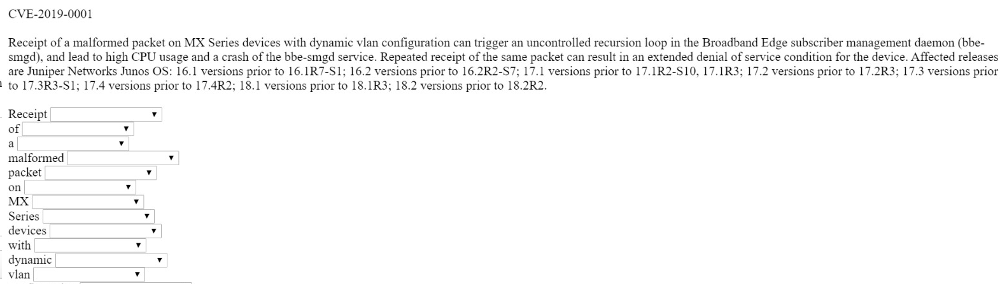 CVE-2019-0001
Receipt of a malformed packet on MX Series devices with dynamic vlan configuration can trigger an uncontrolled recursion loop in the Broadband Edge subscriber management daemon (bbe-
smgd), and lead to high CPU usage and a crash of the bbe-smgd service. Repeated receipt of the same packet can result in an extended denial of service condition for the device. Affected releases
are Juniper Networks Junos OS: 16.1 versions prior to 16.1R7-S1; 16.2 versions prior to 16.2R2-S7; 17.1 versions prior to 17.1R2-S10, 17.1R3; 17.2 versions prior to 17.2R3; 17.3 versions prior
to 17.3R3-S1; 17.4 versions prior to 17.4R2; 18.1 versions prior to 18.1R3; 18.2 versions prior to 18.2R2.
Receipt
of
a
malformed
packet
on
MX
Series
devices
with
dynamic
vlan